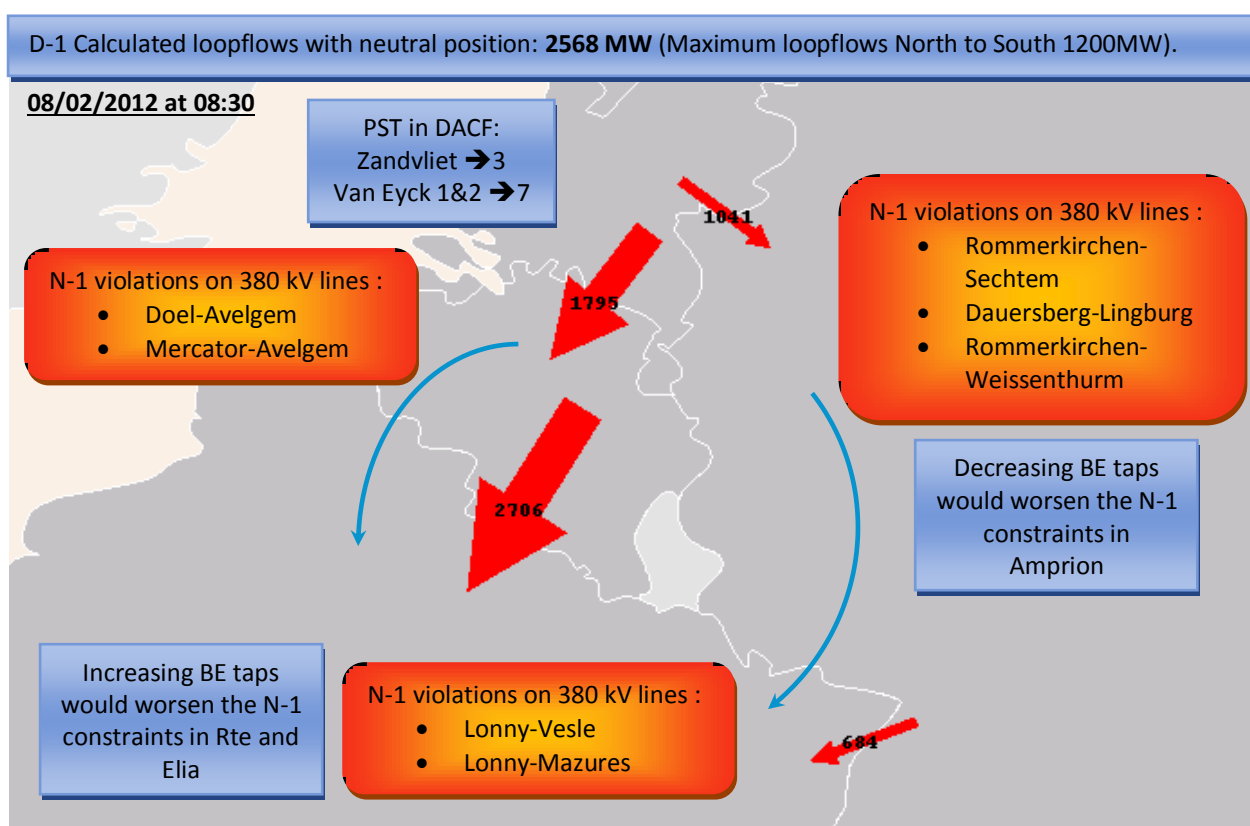 D-1 Calculated loopflows with neutral position: 2568 MW (Maximum loopflows North to South 1200MW).
08/02/2012 at 08:30
PST in DACF:
Zandvliet ➔3
Van Eyck 1&2 ➔7
1041
N-1 violations on 380 kV lines :
• Rommerkirchen-
Sechtem
• Dauersberg-Lingburg
• Rommerkirchen-
Weissenthurm
N-1 violations on 380 kV lines :
• Doel-Avelgem
• Mercator-Avelgem
1795
2706
Decreasing BE taps
would worsen the N-1
constraints in
Amprion
Increasing BE taps
would worsen the N-1
constraints in Rte and
Elia
N-1 violations on 380 kV lines :
• Lonny-Vesle
• Lonny-Mazures
684